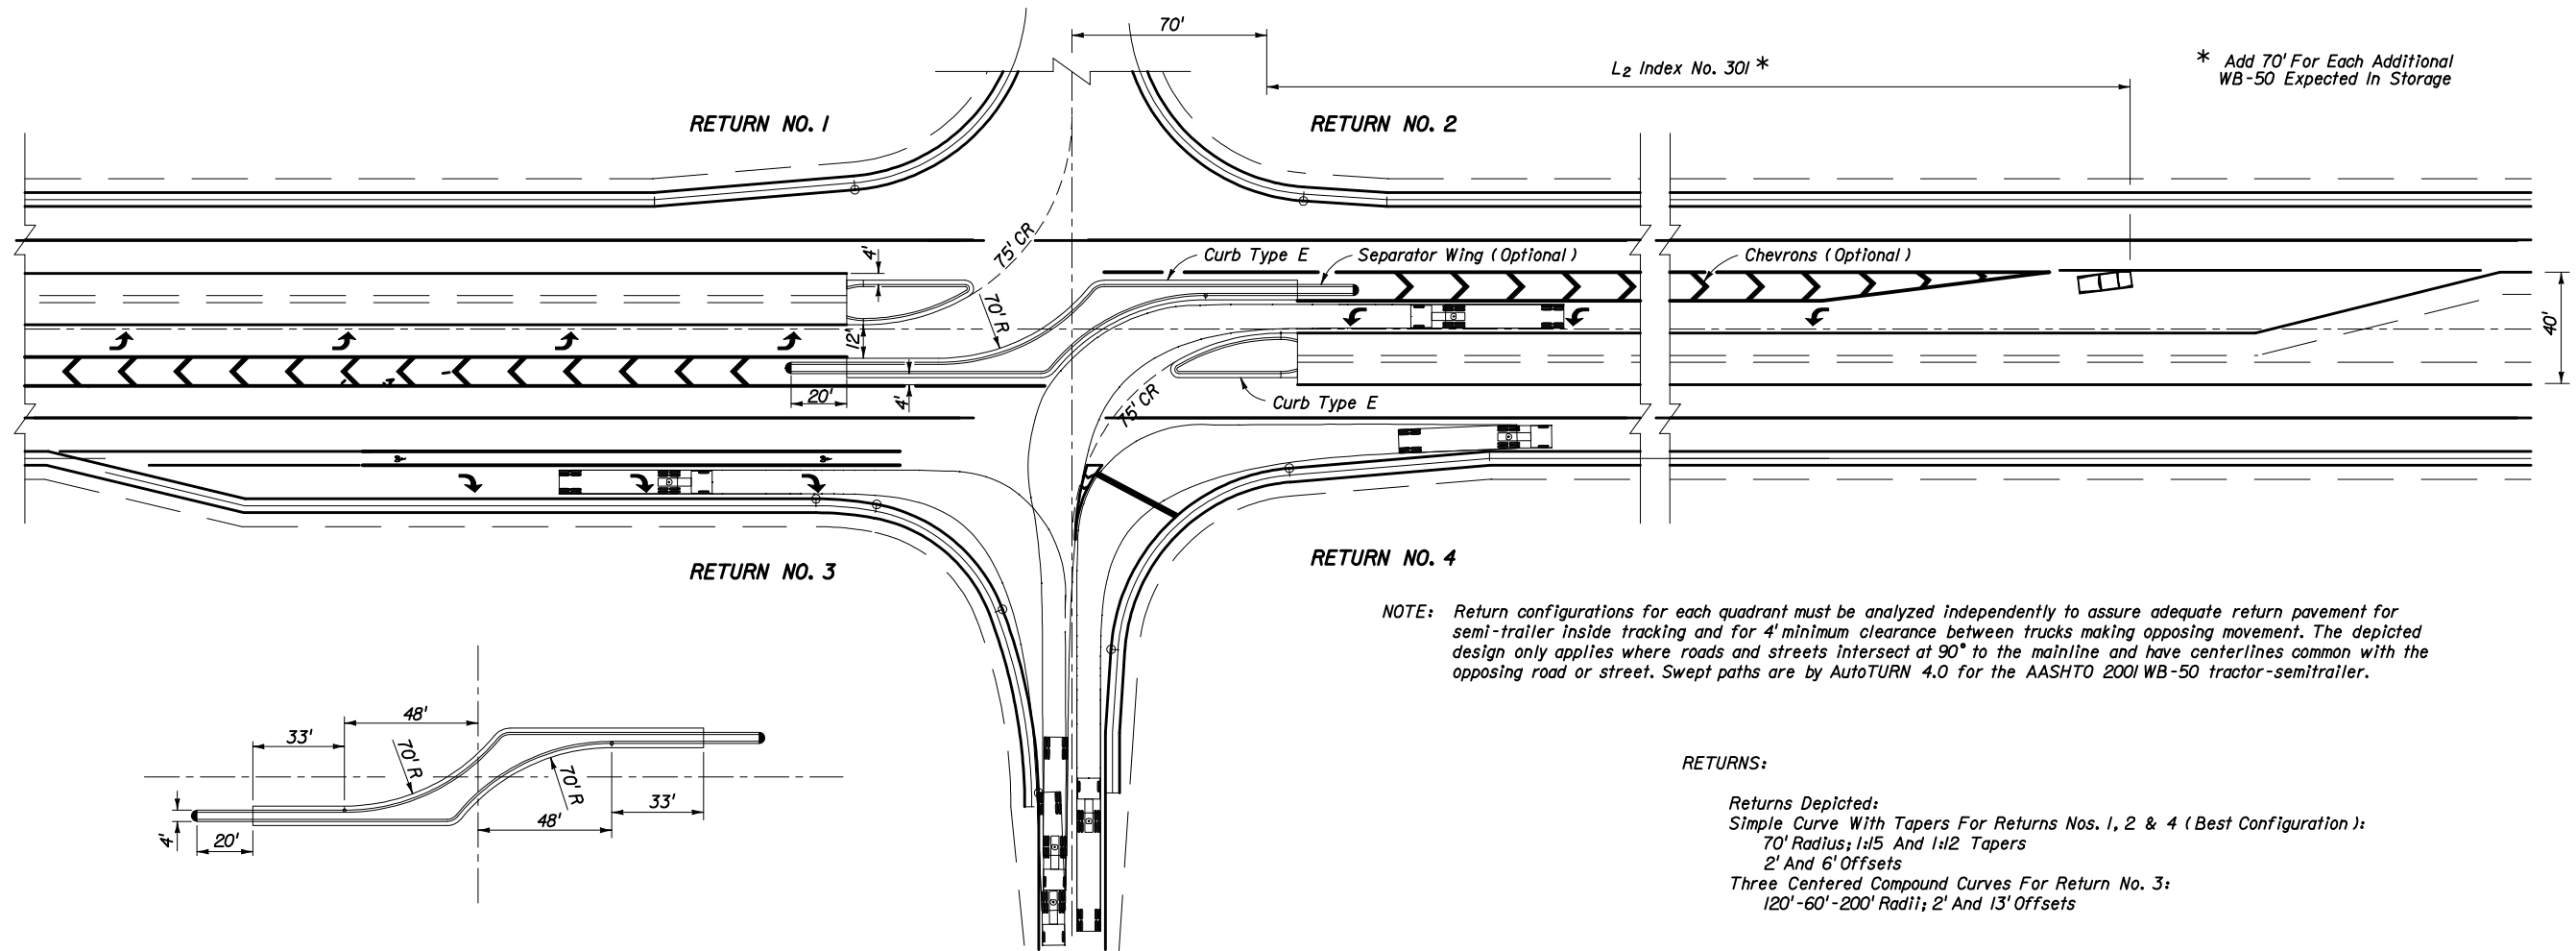 70'
L2 Index No. 301 *
* Add 70' For Each Additional
WB-50 Expected In Storage
RETURN NO. 1
RETURN NO. 2
75' CR
4'
Curb Type E
Separator Wing (Optional)
Chevrons (Optional)
70' R
12'
40'
20'
4'
75' CR
Curb Type E
RETURN NO. 3
RETURN NO. 4
NOTE: Return configurations for each quadrant must be analyzed independently to assure adequate return pavement for
semi-trailer inside tracking and for 4' minimum clearance between trucks making opposing movement. The depicted
design only applies where roads and streets intersect at 90° to the mainline and have centerlines common with the
opposing road or street. Swept paths are by AutoTURN 4.0 for the AASHTO 2001 WB-50 tractor-semitrailer.
48'
33'
70' R
70' R
33'
48'
4'
20'
RETURNS:
Returns Depicted:
Simple Curve With Tapers For Returns Nos. 1, 2 & 4 (Best Configuration):
70' Radius; 1:15 And 1:12 Tapers
2' And 6' Offsets
Three Centered Compound Curves For Return No. 3:
120'-60'-200' Radii; 2' And 13' Offsets